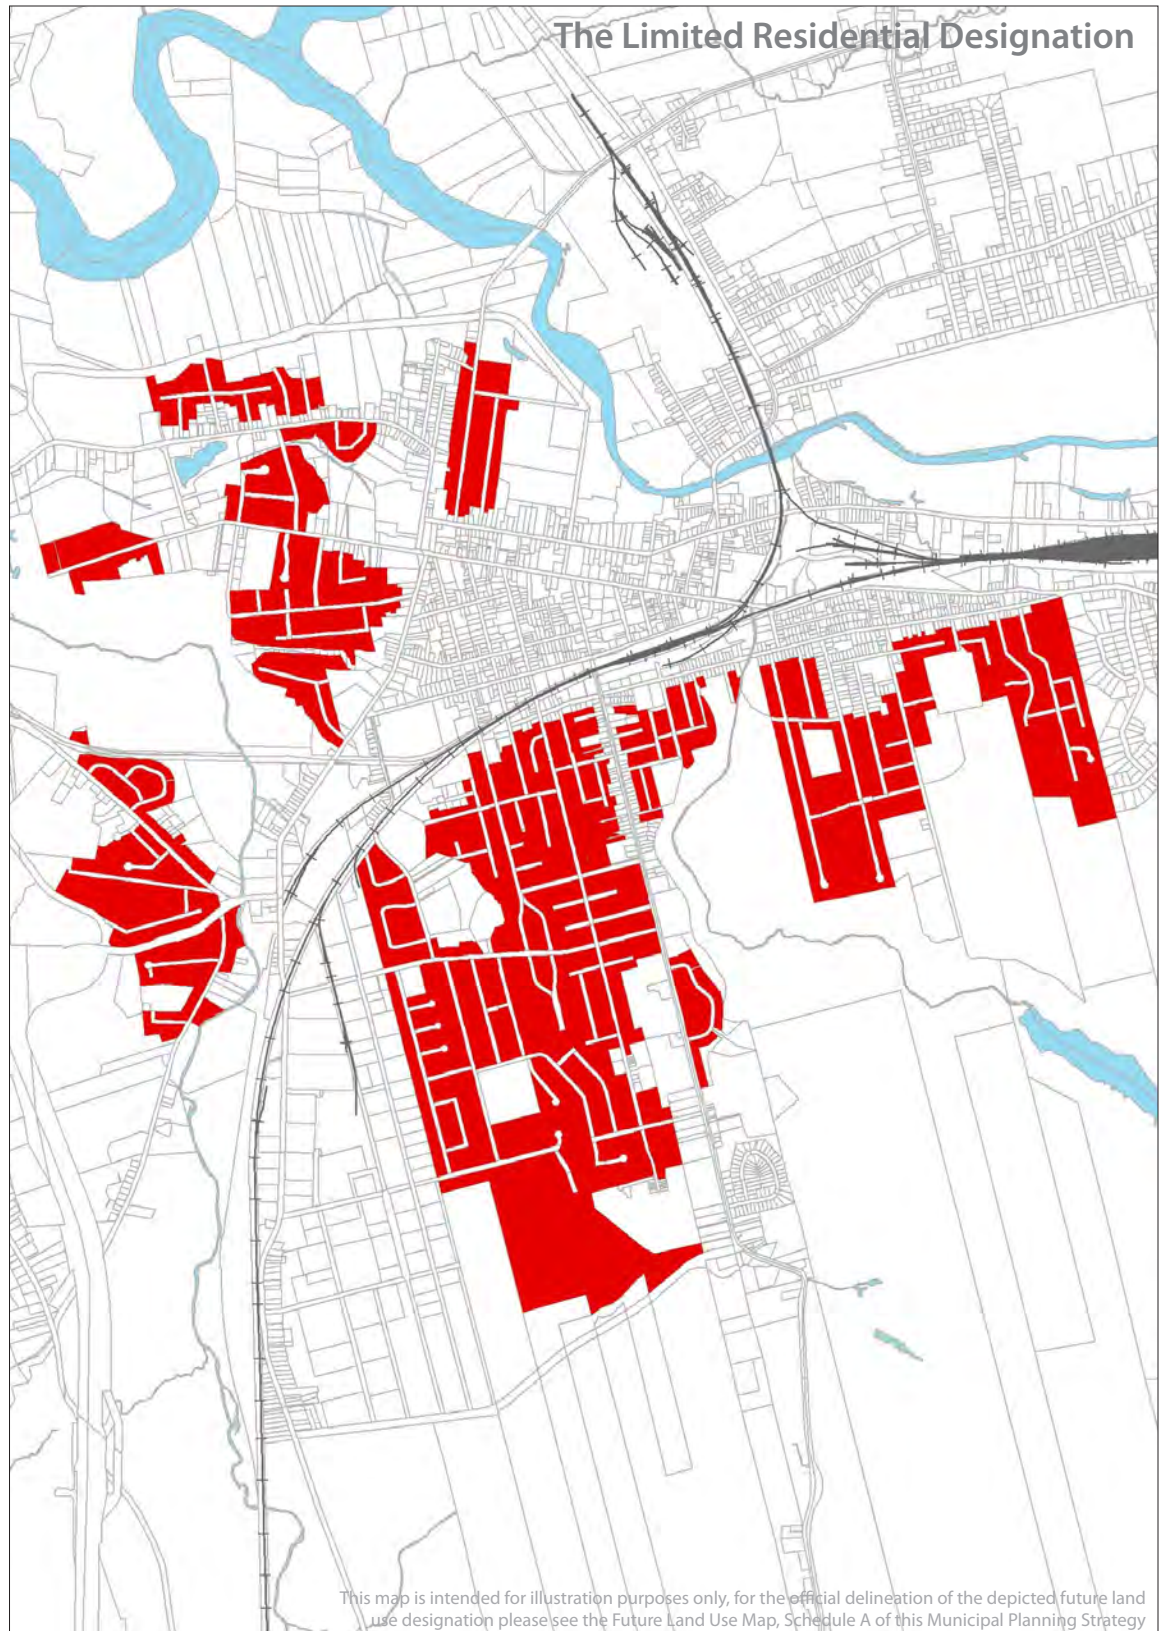 The Limited Residential Designation
This map is intended for illustration purposes only, for the official delineation of the depicted future land
use designation please see the Future Land Use Map, Schedule A of this Municipal Planning Strategy